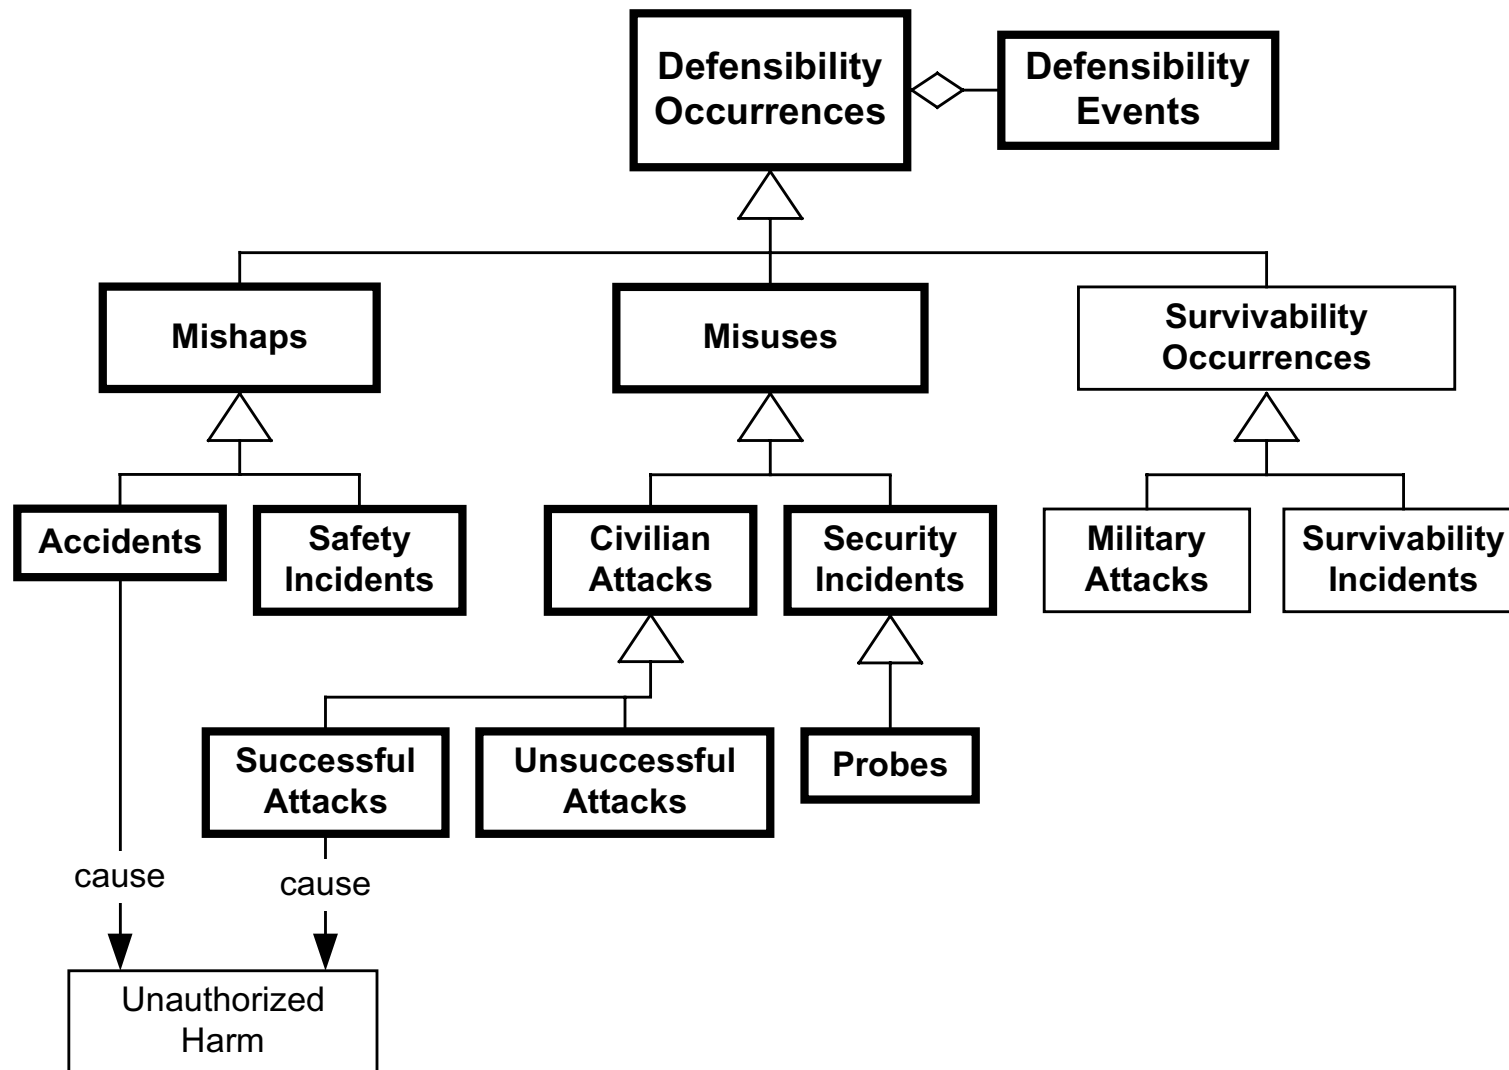 Defensibility
Occurrences
Defensibility
Events
Mishaps
Misuses
Survivability
Occurrences
Accidents
Safety
Incidents
Civilian
Attacks
Security
Incidents
Military
Attacks
Survivability
Incidents
Successful
Attacks
Unsuccessful
Attacks
Probes
cause
cause
Unauthorized
Harm